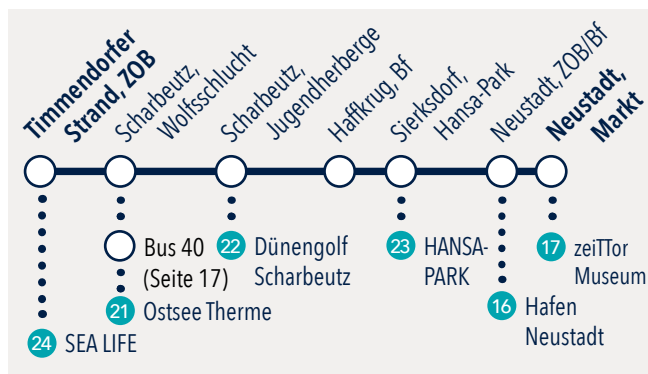 Timmendorfer
Strand, ZOB
Scharbeutz,
Wolfsschlucht
Scharbeutz,
Jugendherberge
Haffkrug, Bf
Sierksdorf,
Hansa-Park
Neustadt, ZOB/Bf
Neustadt,
Markt
Bus 40
(Seite 17)
21 Ostsee Therme
24 SEA LIFE
22 Dünengolf
Scharbeutz
23 HANSA-
PARK
16 Hafen
Neustadt
17 zeiTTor
Museum